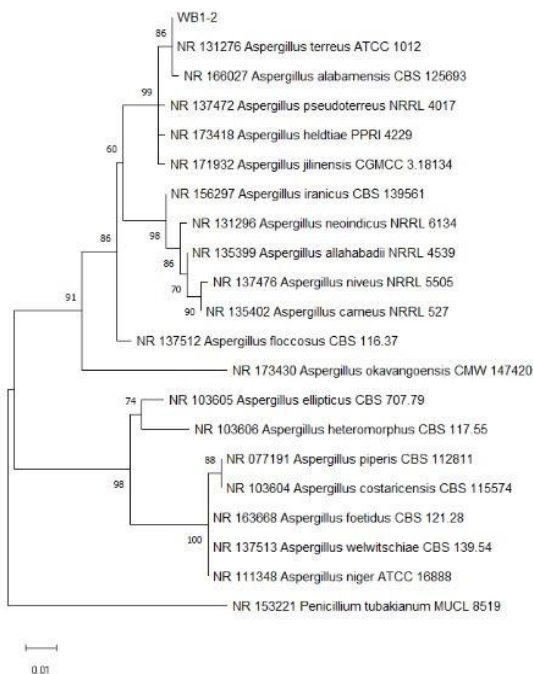 WB1-2
86
NR 131276 Aspergillus terreus ATCC 1012
NR 166027 Aspergillus alabamensis CBS 125693
99
NR 137472 Aspergillus pseudoterreus NRRL 4017
NR 173418 Aspergillus heldtiae PPRI 4229
60
NR 171932 Aspergillus jilinensis CGMCC 3.18134
NR 156297 Aspergillus iranicus CBS 139561
98
NR 131296 Aspergillus neoindicus NRRL 6134
86
NR 135399 Aspergillus allahabadii NRRL 4539
86
70
NR 137476 Aspergillus niveus NRRL 5505
90
NR 135402 Aspergillus carneus NRRL 527
91
NR 137512 Aspergillus floccosus CBS 116.37
NR 173430 Aspergillus okavangoensis CMW 147420
74
NR 103605 Aspergillus ellipticus CBS 707.79
NR 103606 Aspergillus heteromorphus CBS 117.55
98
88
NR 077191 Aspergillus piperis CBS 112811
NR 103604 Aspergillus costaricensis CBS 115574
NR 163668 Aspergillus foetidus CBS 121.28
100
NR 137513 Aspergillus welwitschiae CBS 139.54
NR 111348 Aspergillus niger ATCC 16888
NR 153221 Penicillium tubakianum MUCL 8519
0.01